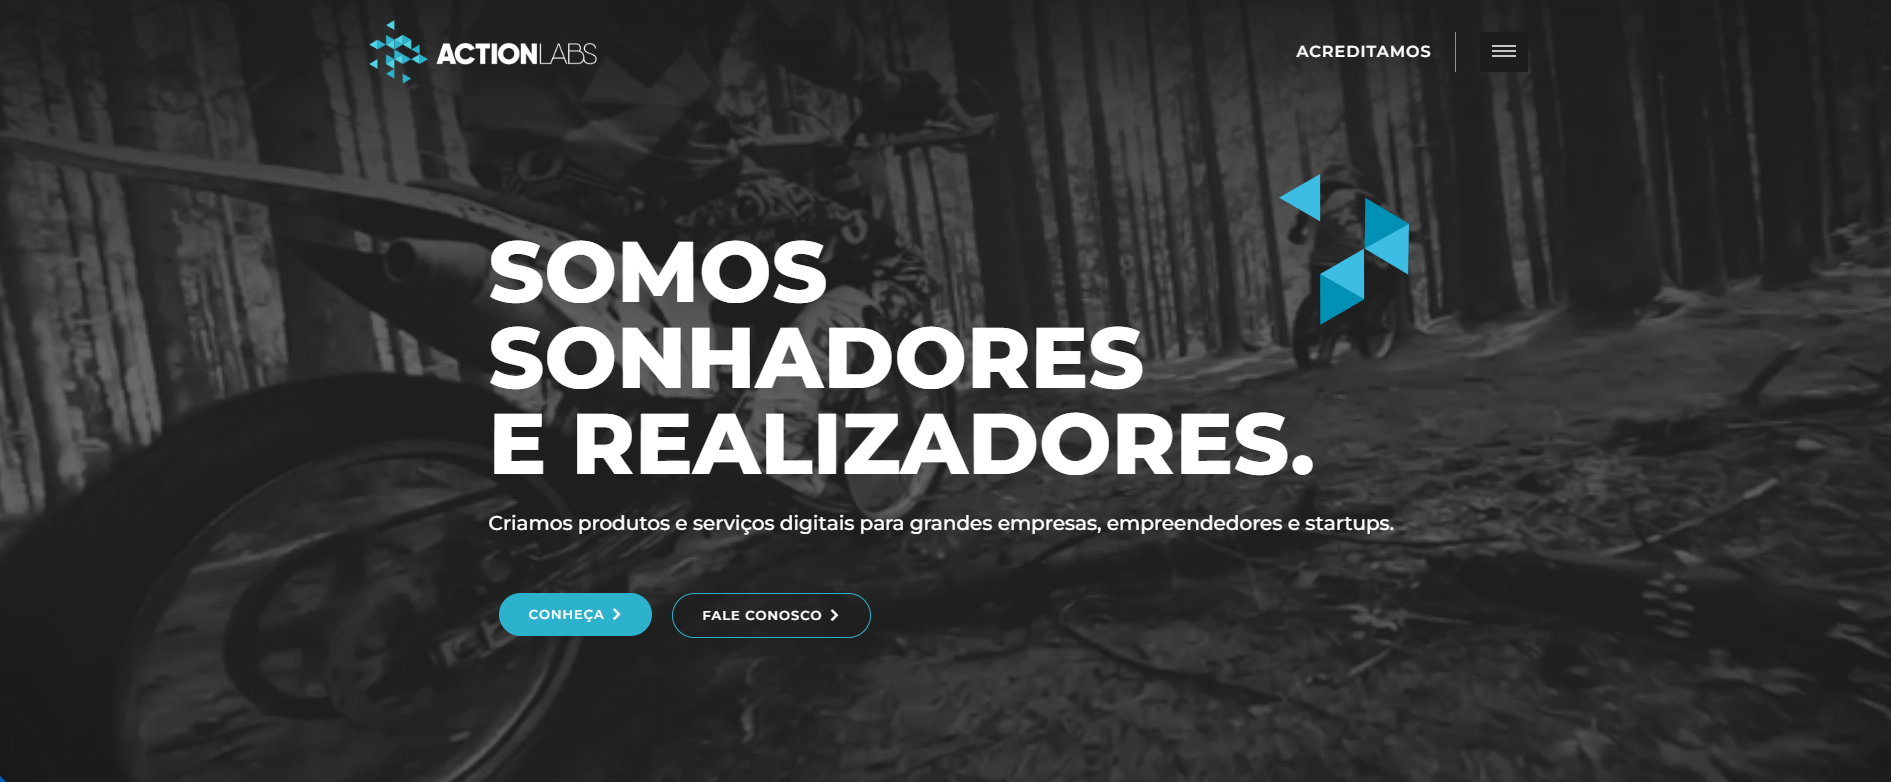 ACTIONLABS
ACREDITAMOS
SOMOS
SONHADORES
E REALIZADORES.
Criamos produtos e serviços digitais para grandes empresas, empreendedores e startups.
CONHEÇA
FALE CONOSCO